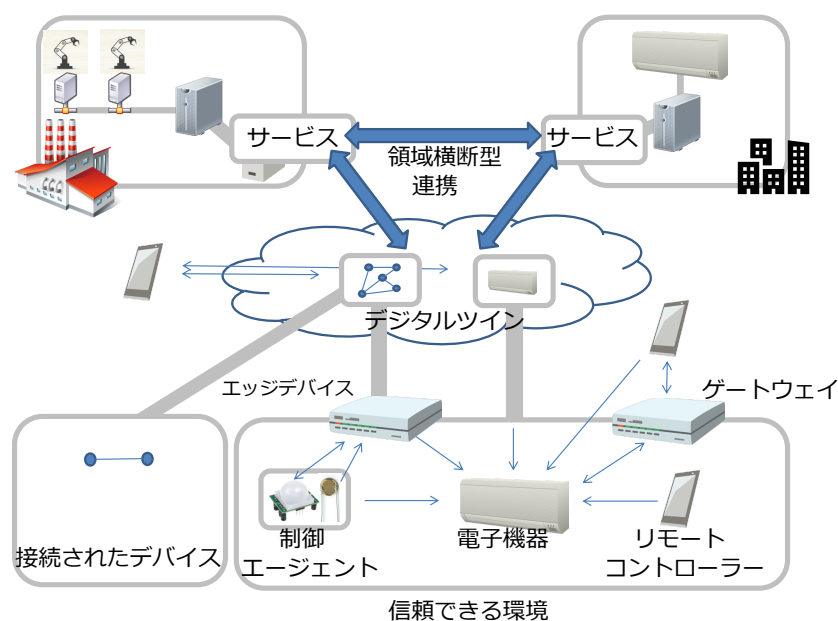 サービス
サービス
領域横断型
連携
デジタルツイン
エッジデバイス
ゲートウェイ
接続されたデバイス
制御
エージェント
電子機器
リモート
コントローラー
信頼できる環境